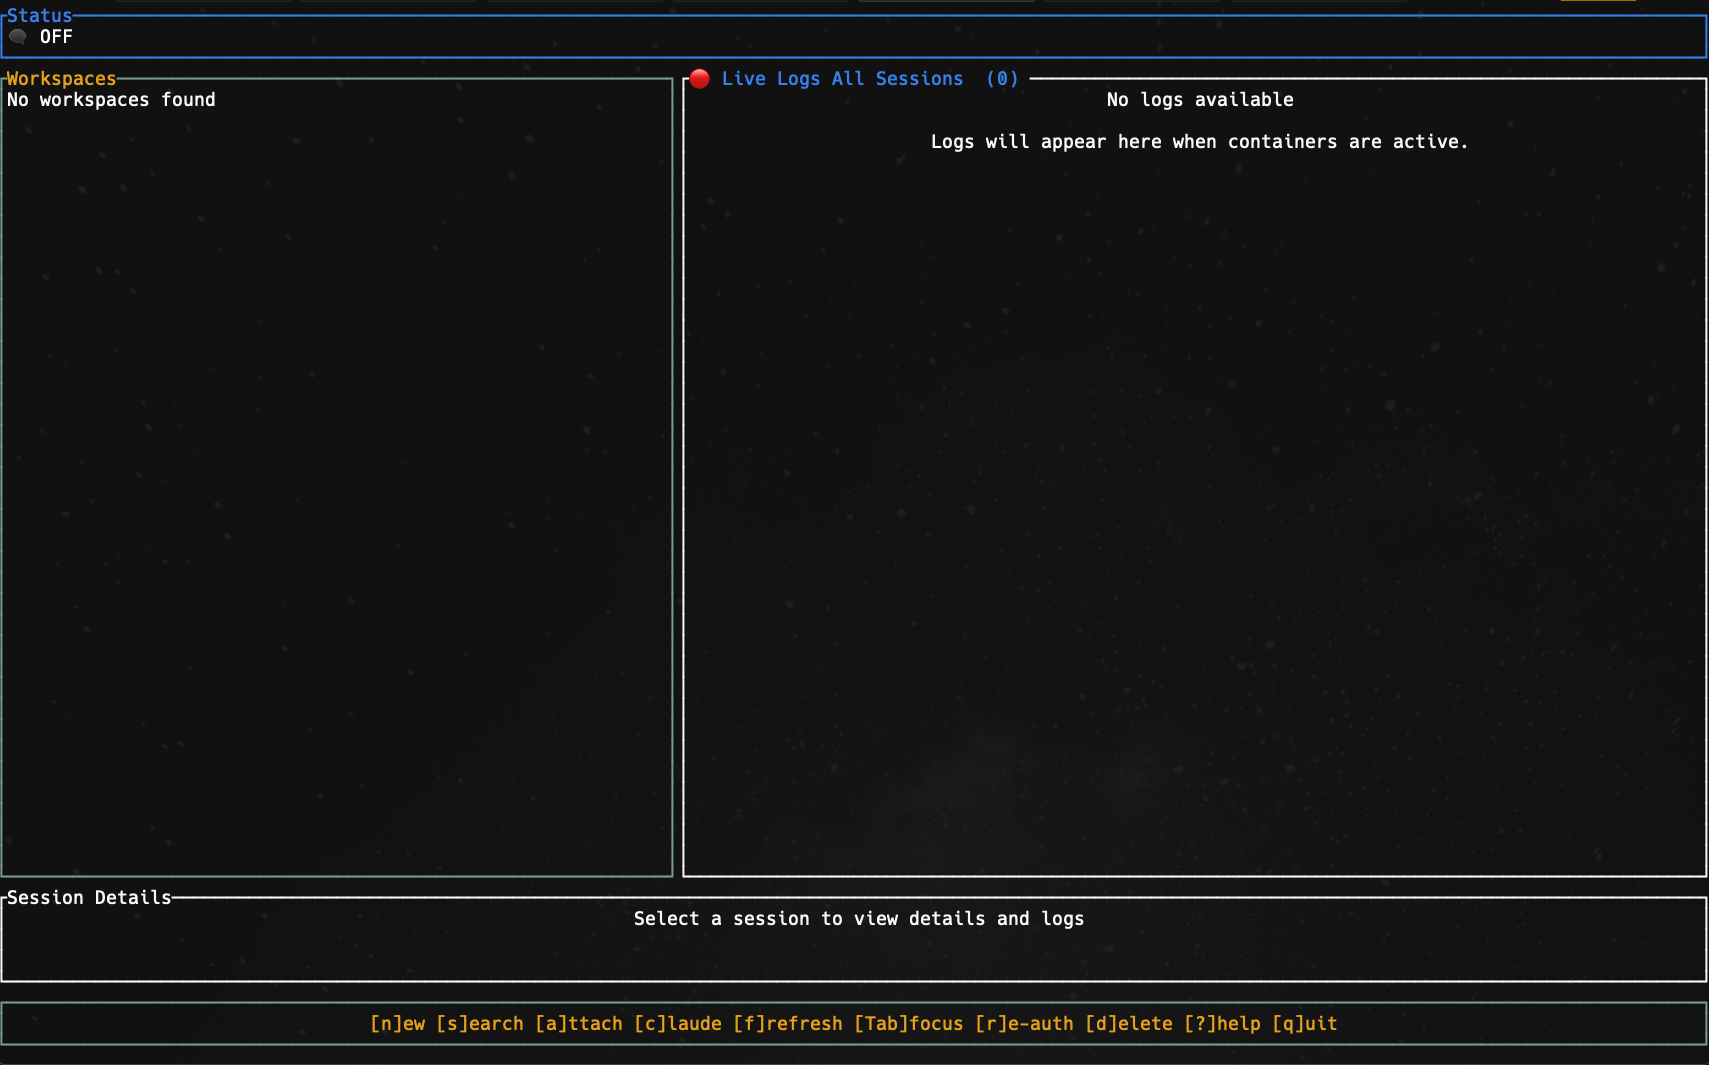 Status
OFF
Workspaces
No workspaces found
Live Logs All Sessions (0)
No logs available
Logs will appear here when containers are active.
Session Details
Select a session to view details and logs
[n]ew [s]earch [a]ttach [c]laude [f]refresh [Tab]focus [r]e-auth [d]elete [?]help [q]uit